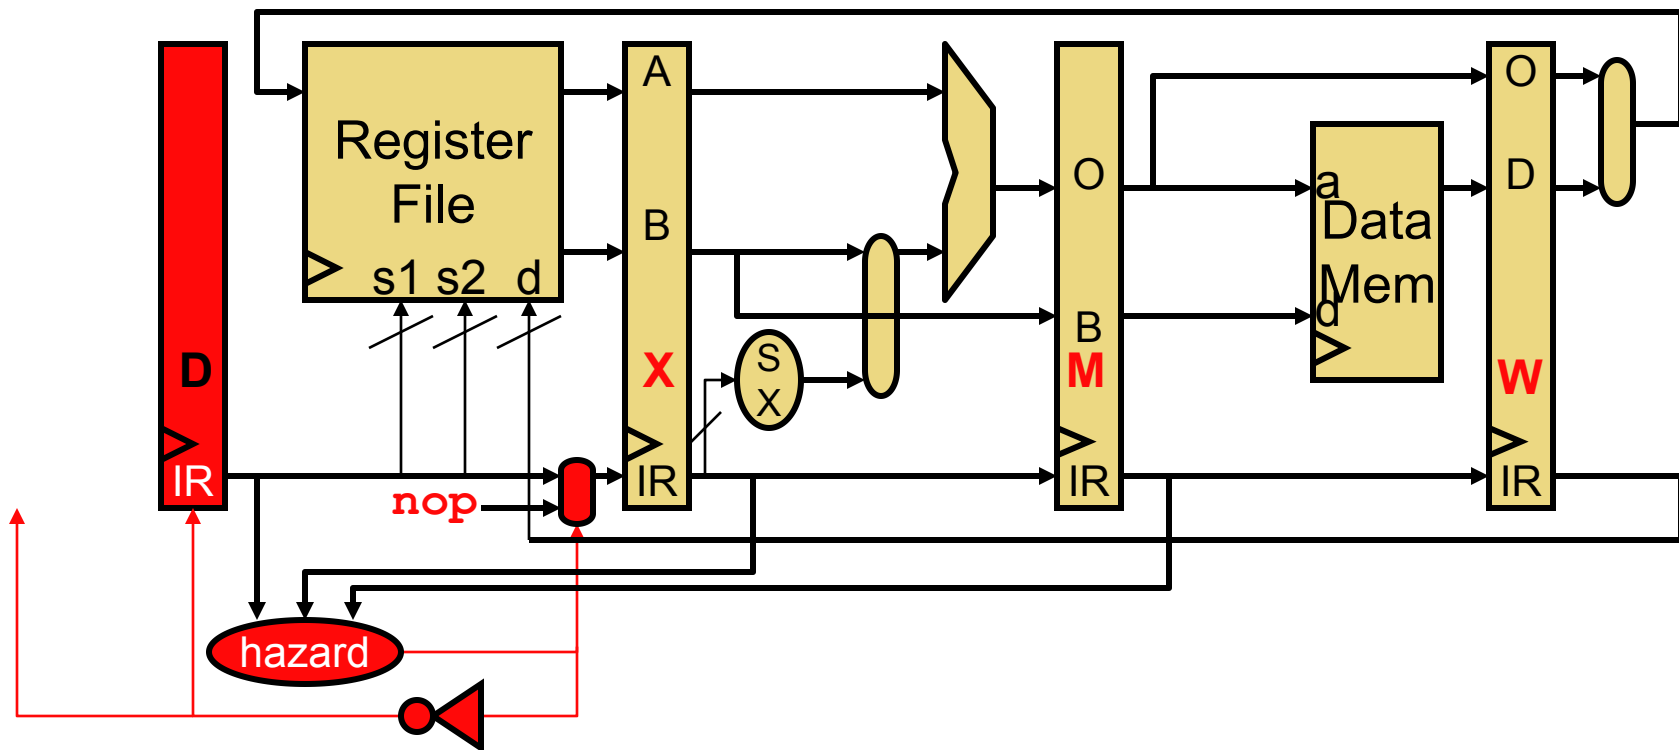 Register
File
s1 s2 d
D
IR
A
B
X
IR
S
X
O
B
M
IR
a
Data
Mem
d
O
D
W
IR
nop
hazard